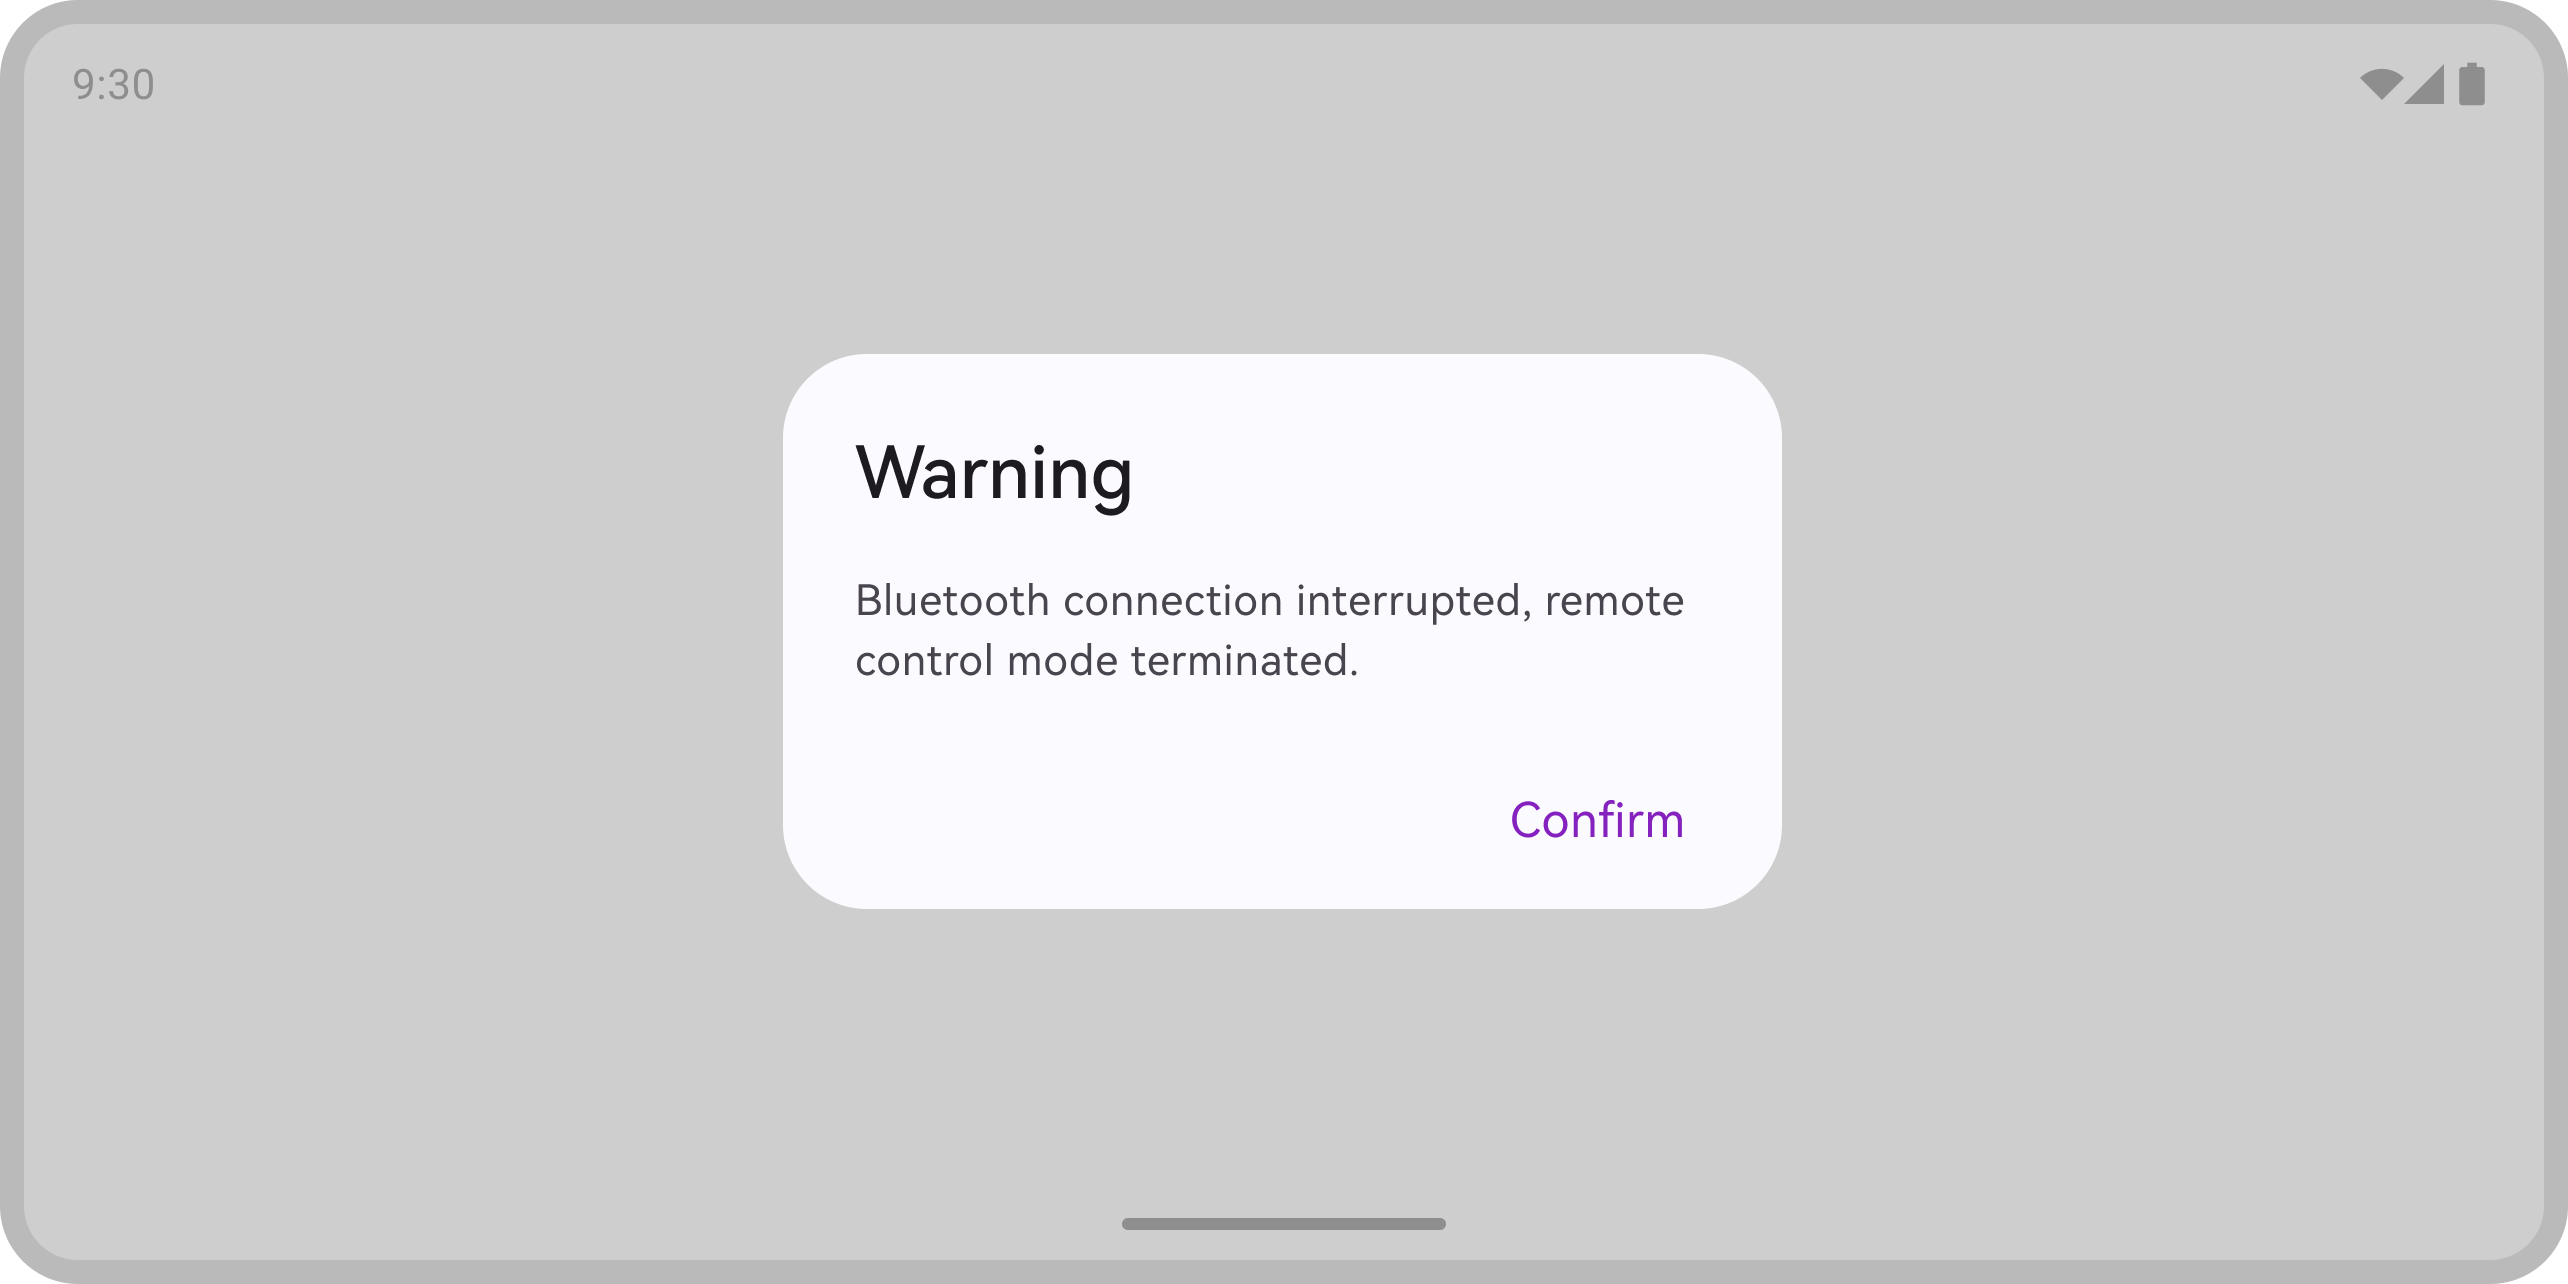 9:30
Warning
Bluetooth connection interrupted, remote
control mode terminated.
Confirm